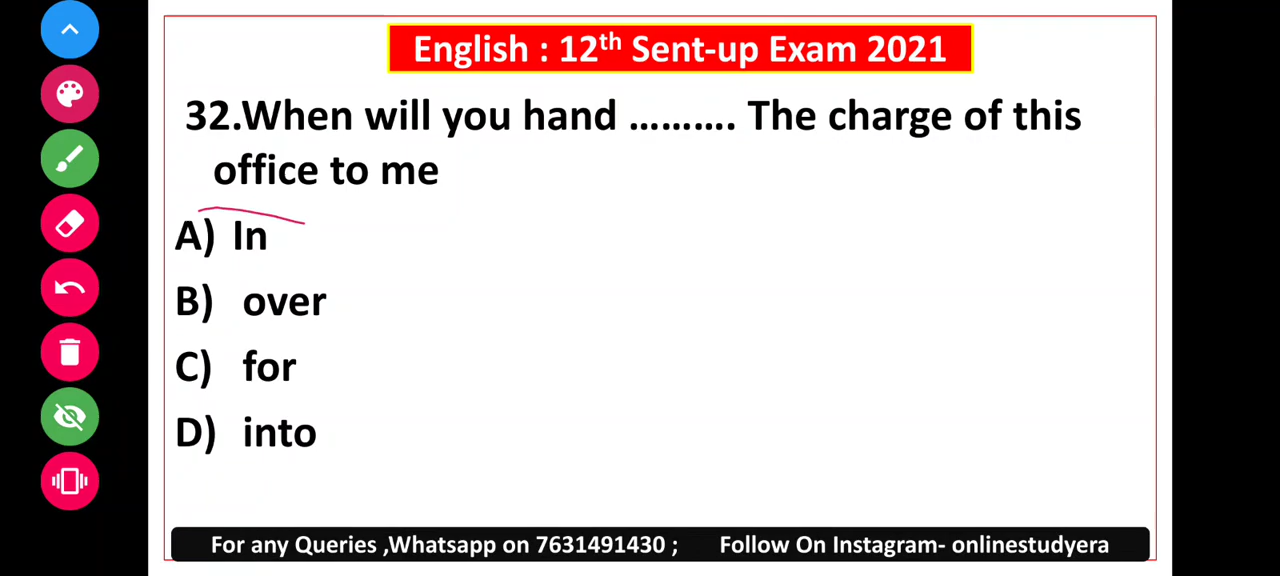 English : 12th Sent-up Exam 2021
32.When will you hand .......... The charge of this
office to me
A) In
B) over
C) for
D) into
For any Queries ,Whatsapp on 7631491430 ; Follow On Instagram- onlinestudyera